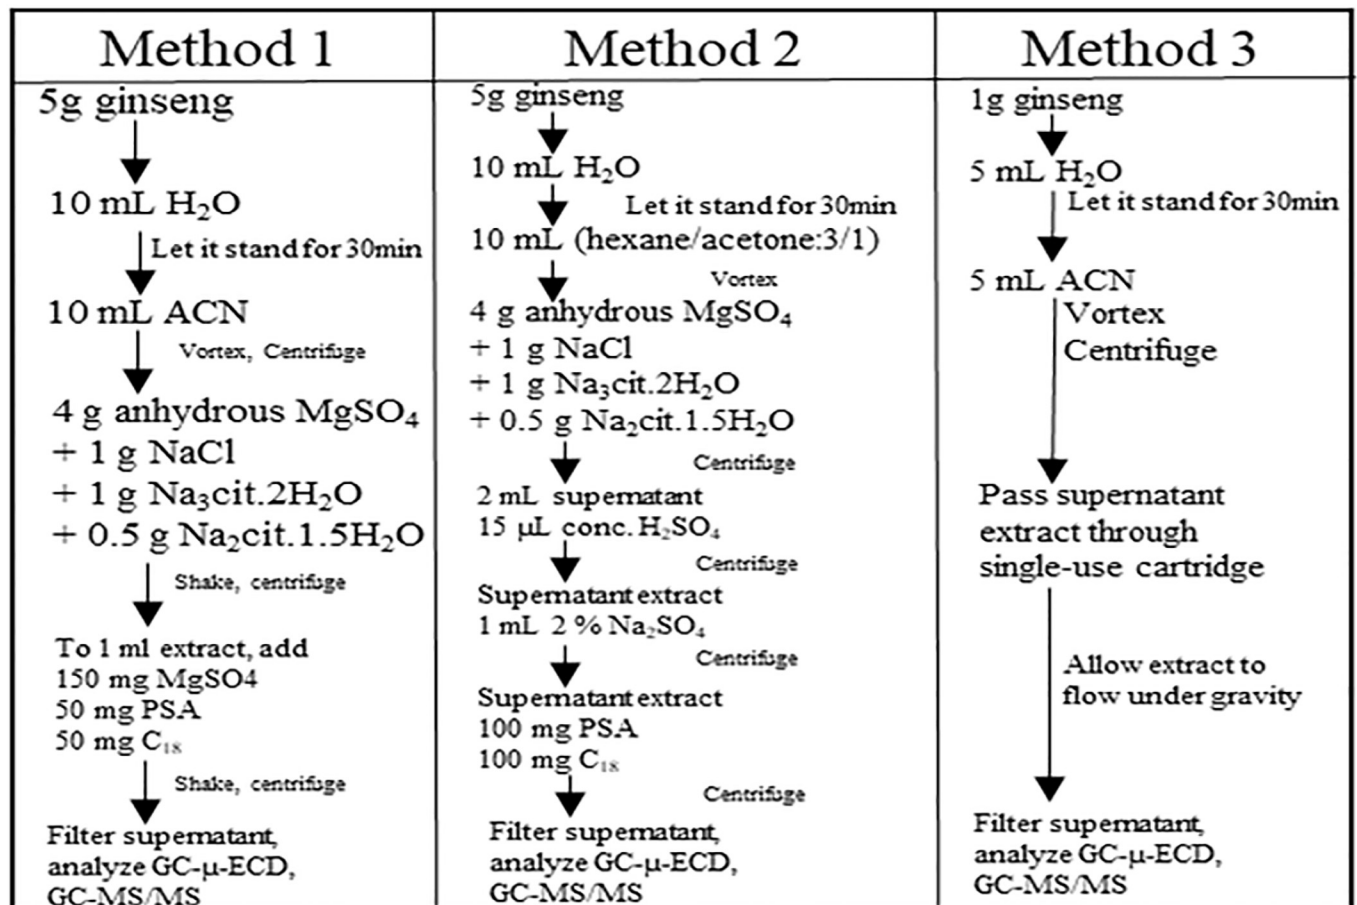 Method 1
5g ginseng
10 mL H₂O
Let it stand for 30min
10 mL ACN
Vortex, Centrifuge
4 g anhydrous MgSO₄
+ 1 g NaCl
+ 1 g Na₃cit.2H₂O
+ 0.5 g Na₂cit.1.5H₂O
Shake, centrifuge
To 1 ml extract, add
150 mg MgSO4
50 mg PSA
50 mg C₁₈
Shake, centrifuge
Filter supernatant,
analyze GC-μ-ECD,
GC-MS/MS
Method 2
5g ginseng
10 mL H₂O
Let it stand for 30min
10 mL (hexane/acetone:3/1)
Vortex
4 g anhydrous MgSO₄
+ 1 g NaCl
+ 1 g Na₃cit.2H₂O
+ 0.5 g Na₂cit.1.5H₂O
Centrifuge
2 mL supernatant
15 μL conc. H₂SO₄
Centrifuge
Supernatant extract
1 mL 2 % Na₂SO₄
Centrifuge
Supernatant extract
100 mg PSA
100 mg C₁₈
Centrifuge
Filter supernatant,
analyze GC-μ-ECD,
GC-MS/MS
Method 3
1g ginseng
5 mL H₂O
Let it stand for 30min
5 mL ACN
Vortex
Centrifuge
Pass supernatant
extract through
single-use cartridge
Allow extract to
flow under gravity
Filter supernatant,
analyze GC-μ-ECD,
GC-MS/MS